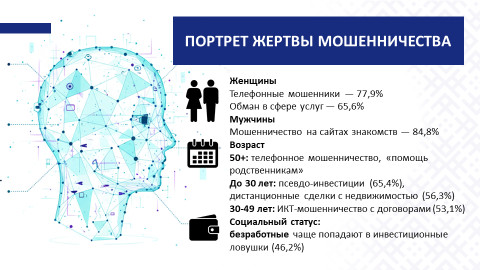 ПОРТРЕТ ЖЕРТВЫ МОШЕННИЧЕСТВА
Женщины
Телефонные мошенники — 77,9%
Обман в сфере услуг — 65,6%
Мужчины
Мошенничество на сайтах знакомств — 84,8%
Возраст
50+: телефонное мошенничество, «помощь
родственникам»
До 30 лет: псевдо-инвестиции (65,4%),
дистанционные сделки с недвижимостью (56,3%)
30-49 лет: ИКТ-мошенничество с договорами (53,1%)
Социальный статус:
безработные чаще попадают в инвестиционные
ловушки (46,2%)